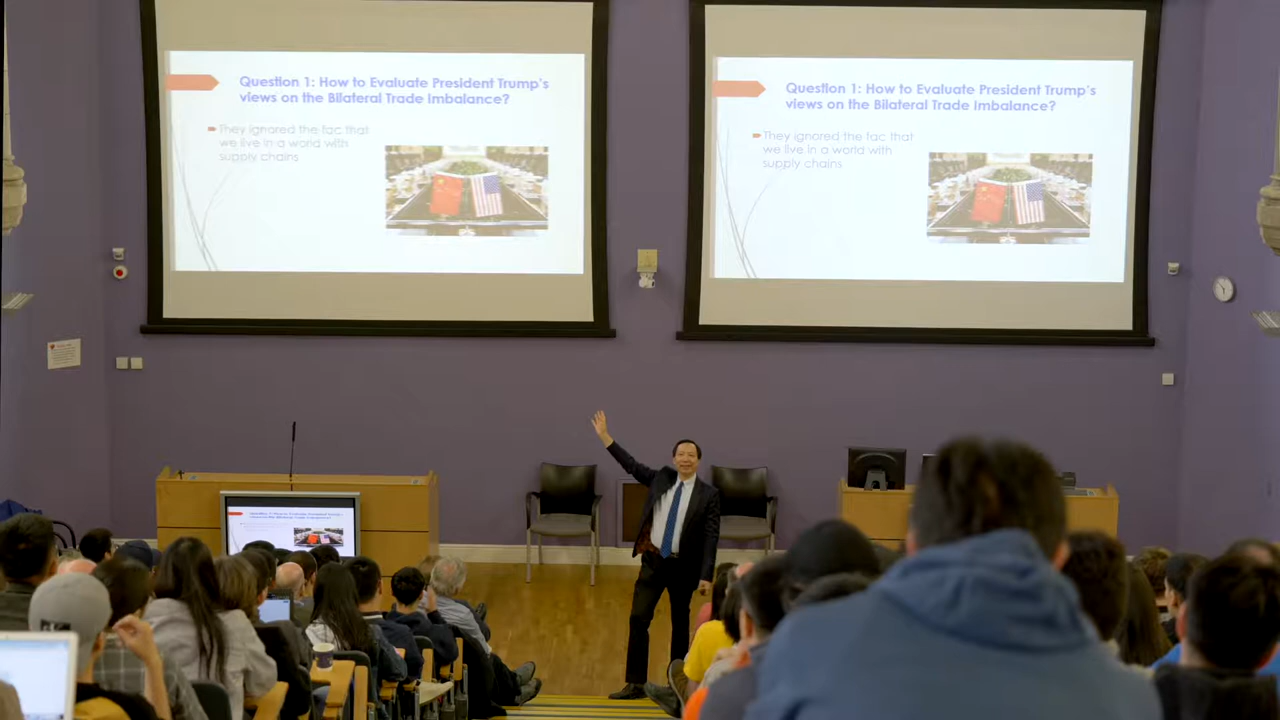 Question 1: How to Evaluate President Trump's
views on the Bilateral Trade Imbalance?
They ignored the fac that
we live in a world with
supply chains
Question 1: How to Evaluate President Trump's
views on the Bilateral Trade Imbalance?
They ignored the fac that
we live in a world with
supply chains